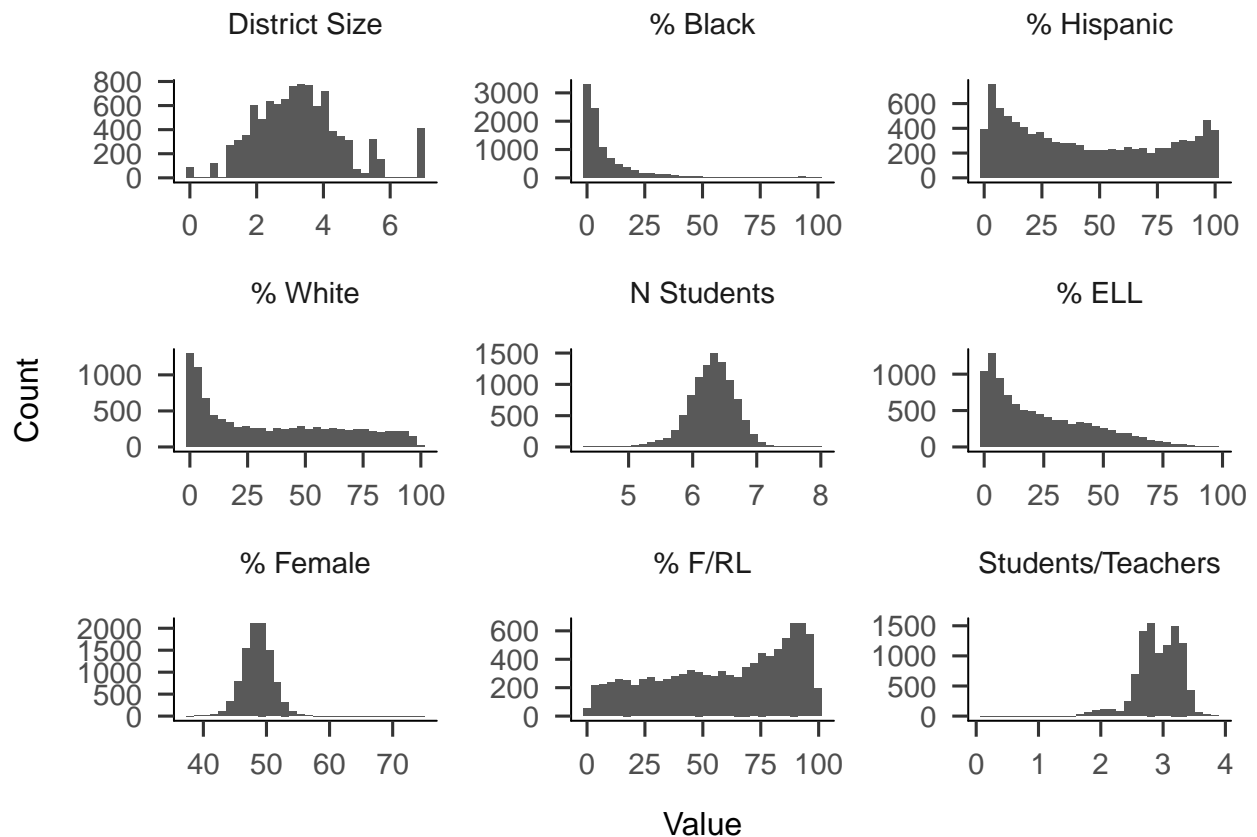 District Size
% Black
% Hispanic
800
600
400
200
0
0 2 4 6
3000
2000
1000
0
0 25 50 75 100
600
400
200
0
0 25 50 75 100
% White
N Students
% ELL
1000
500
0
0 25 50 75 100
1500
1000
500
0
5 6 7 8
1000
500
0
0 25 50 75 100
% Female
% F/RL
Students/Teachers
2000
1500
1000
500
0
40 50 60 70
600
400
200
0
0 25 50 75 100
1500
1000
500
0
0 1 2 3 4
Count
Value